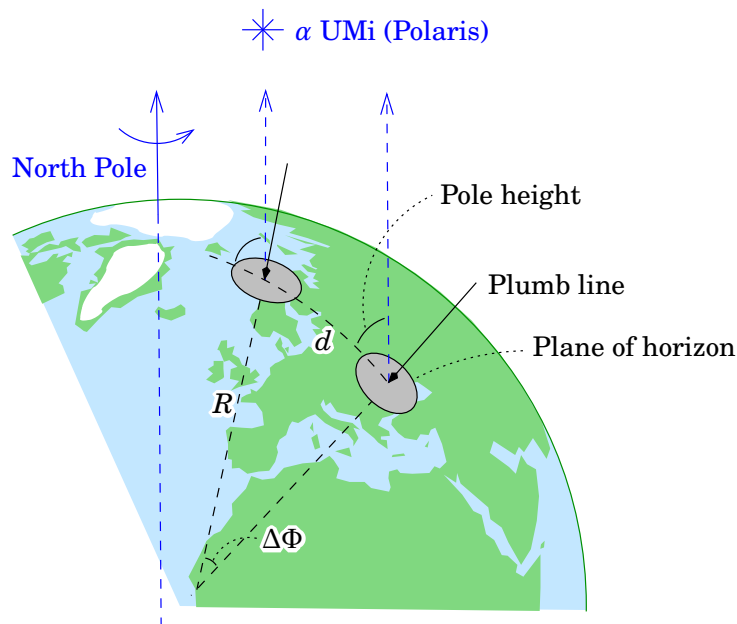 α UMi (Polaris)
North Pole
Pole height
Plumb line
d
Plane of horizon
R
ΔΦ